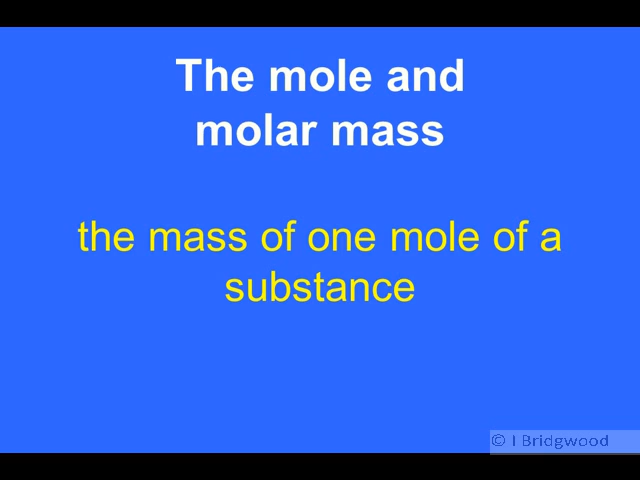 The mole and
molar mass
the mass of one mole of a
substance
© I Bridgwood